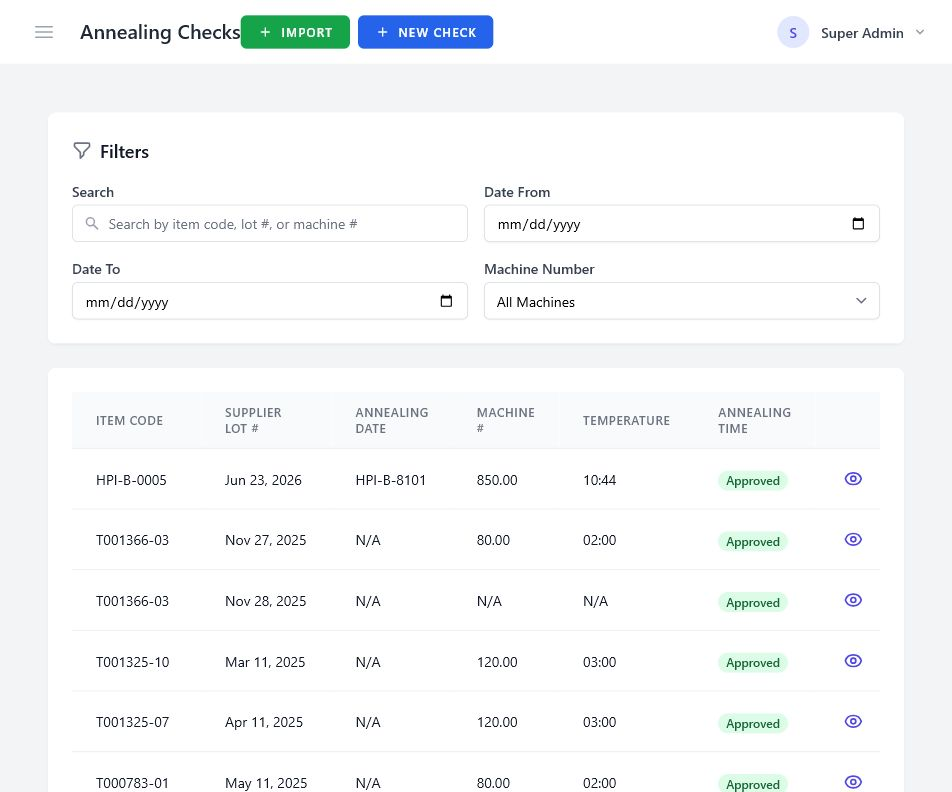 Annealing Checks
+ IMPORT
+ NEW CHECK
S
Super Admin
Filters
Search
Date From
Search by item code, lot #, or machine #
mm/dd/yyyy
Date To
Machine Number
mm/dd/yyyy
All Machines
ITEM CODE
SUPPLIER LOT #
ANNEALING DATE
MACHINE #
TEMPERATURE
ANNEALING TIME
HPI-B-0005 Jun 23, 2026 HPI-B-8101 850.00 10:44 Approved
T001366-03 Nov 27, 2025 N/A 80.00 02:00 Approved
T001366-03 Nov 28, 2025 N/A N/A N/A Approved
T001325-10 Mar 11, 2025 N/A 120.00 03:00 Approved
T001325-07 Apr 11, 2025 N/A 120.00 03:00 Approved
T000783-01 May 11, 2025 N/A 80.00 02:00 Approved